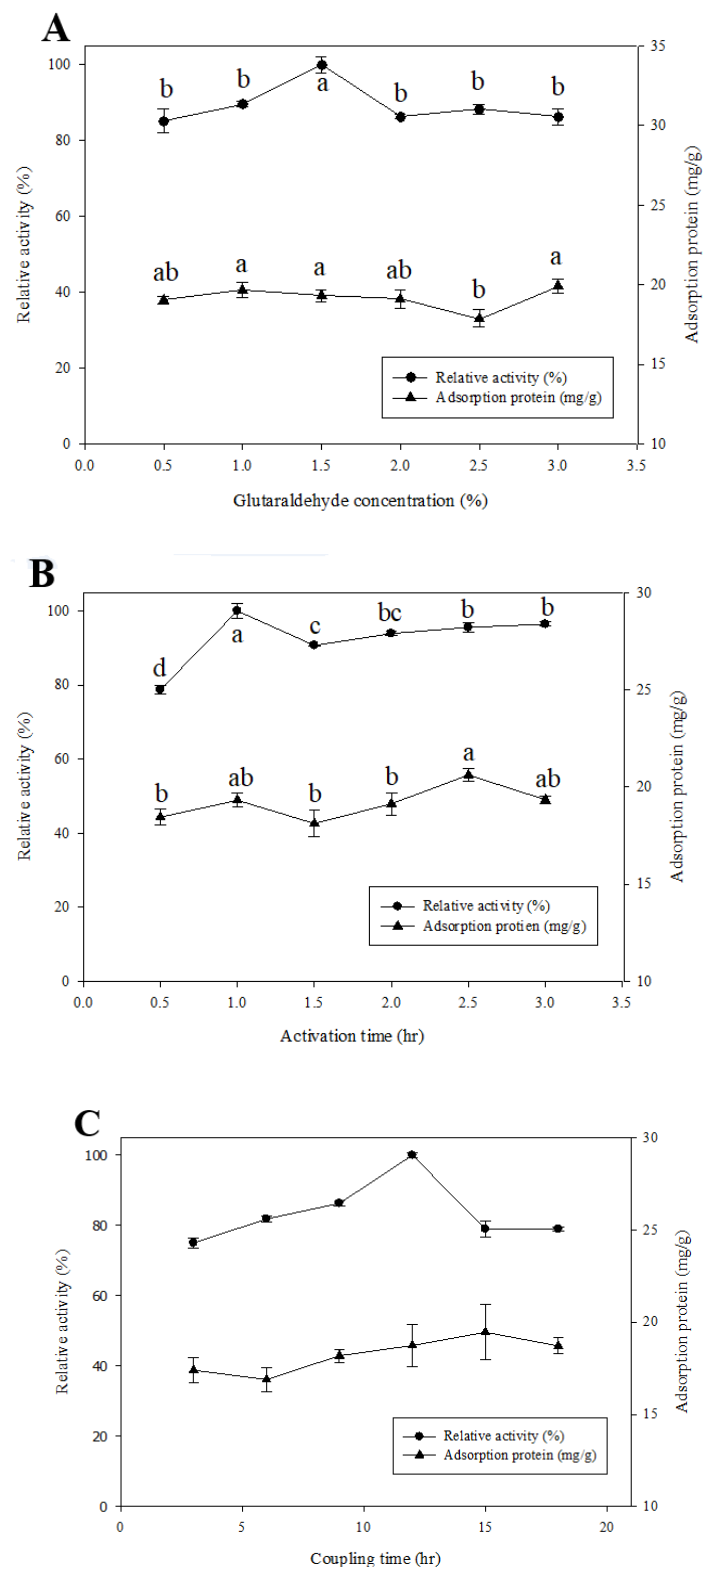 A
35
100
b b a b b b
30
80
Relative activity (%)
Adsorption protein (mg/g)
25
60
ab a a ab b a
40
20
20
15
Relative activity (%)
Adsorption protein (mg/g)
0
10
0.0 0.5 1.0 1.5 2.0 2.5 3.0 3.5
Glutaraldehyde concentration (%)
B
30
100
d a c bc b b
80
25
Relative activity (%)
Adsorption protein (mg/g)
60
b ab b b a ab
20
40
15
20
Relative activity (%)
Adsorption protien (mg/g)
0
10
0.0 0.5 1.0 1.5 2.0 2.5 3.0 3.5
Activation time (hr)
C
30
100
80
25
Relative activity (%)
Adsorption protein (mg/g)
60
20
40
15
20
Relative activity (%)
Adsorption protein (mg/g)
0
10
0 5 10 15 20
Coupling time (hr)